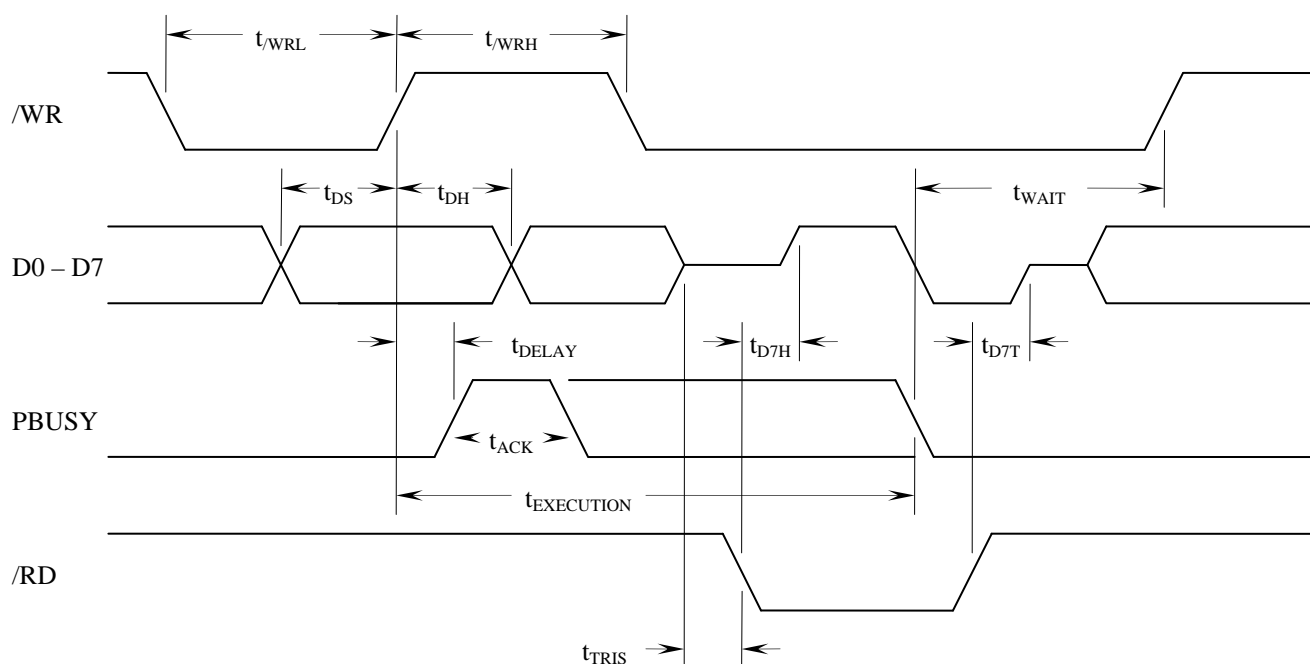 t/WRL
t/WRH
/WR
tDS
tDH
tWAIT
D0 – D7
tDELAY
tD7H
tD7T
PBUSY
tACK
tEXECUTION
/RD
tTRIS